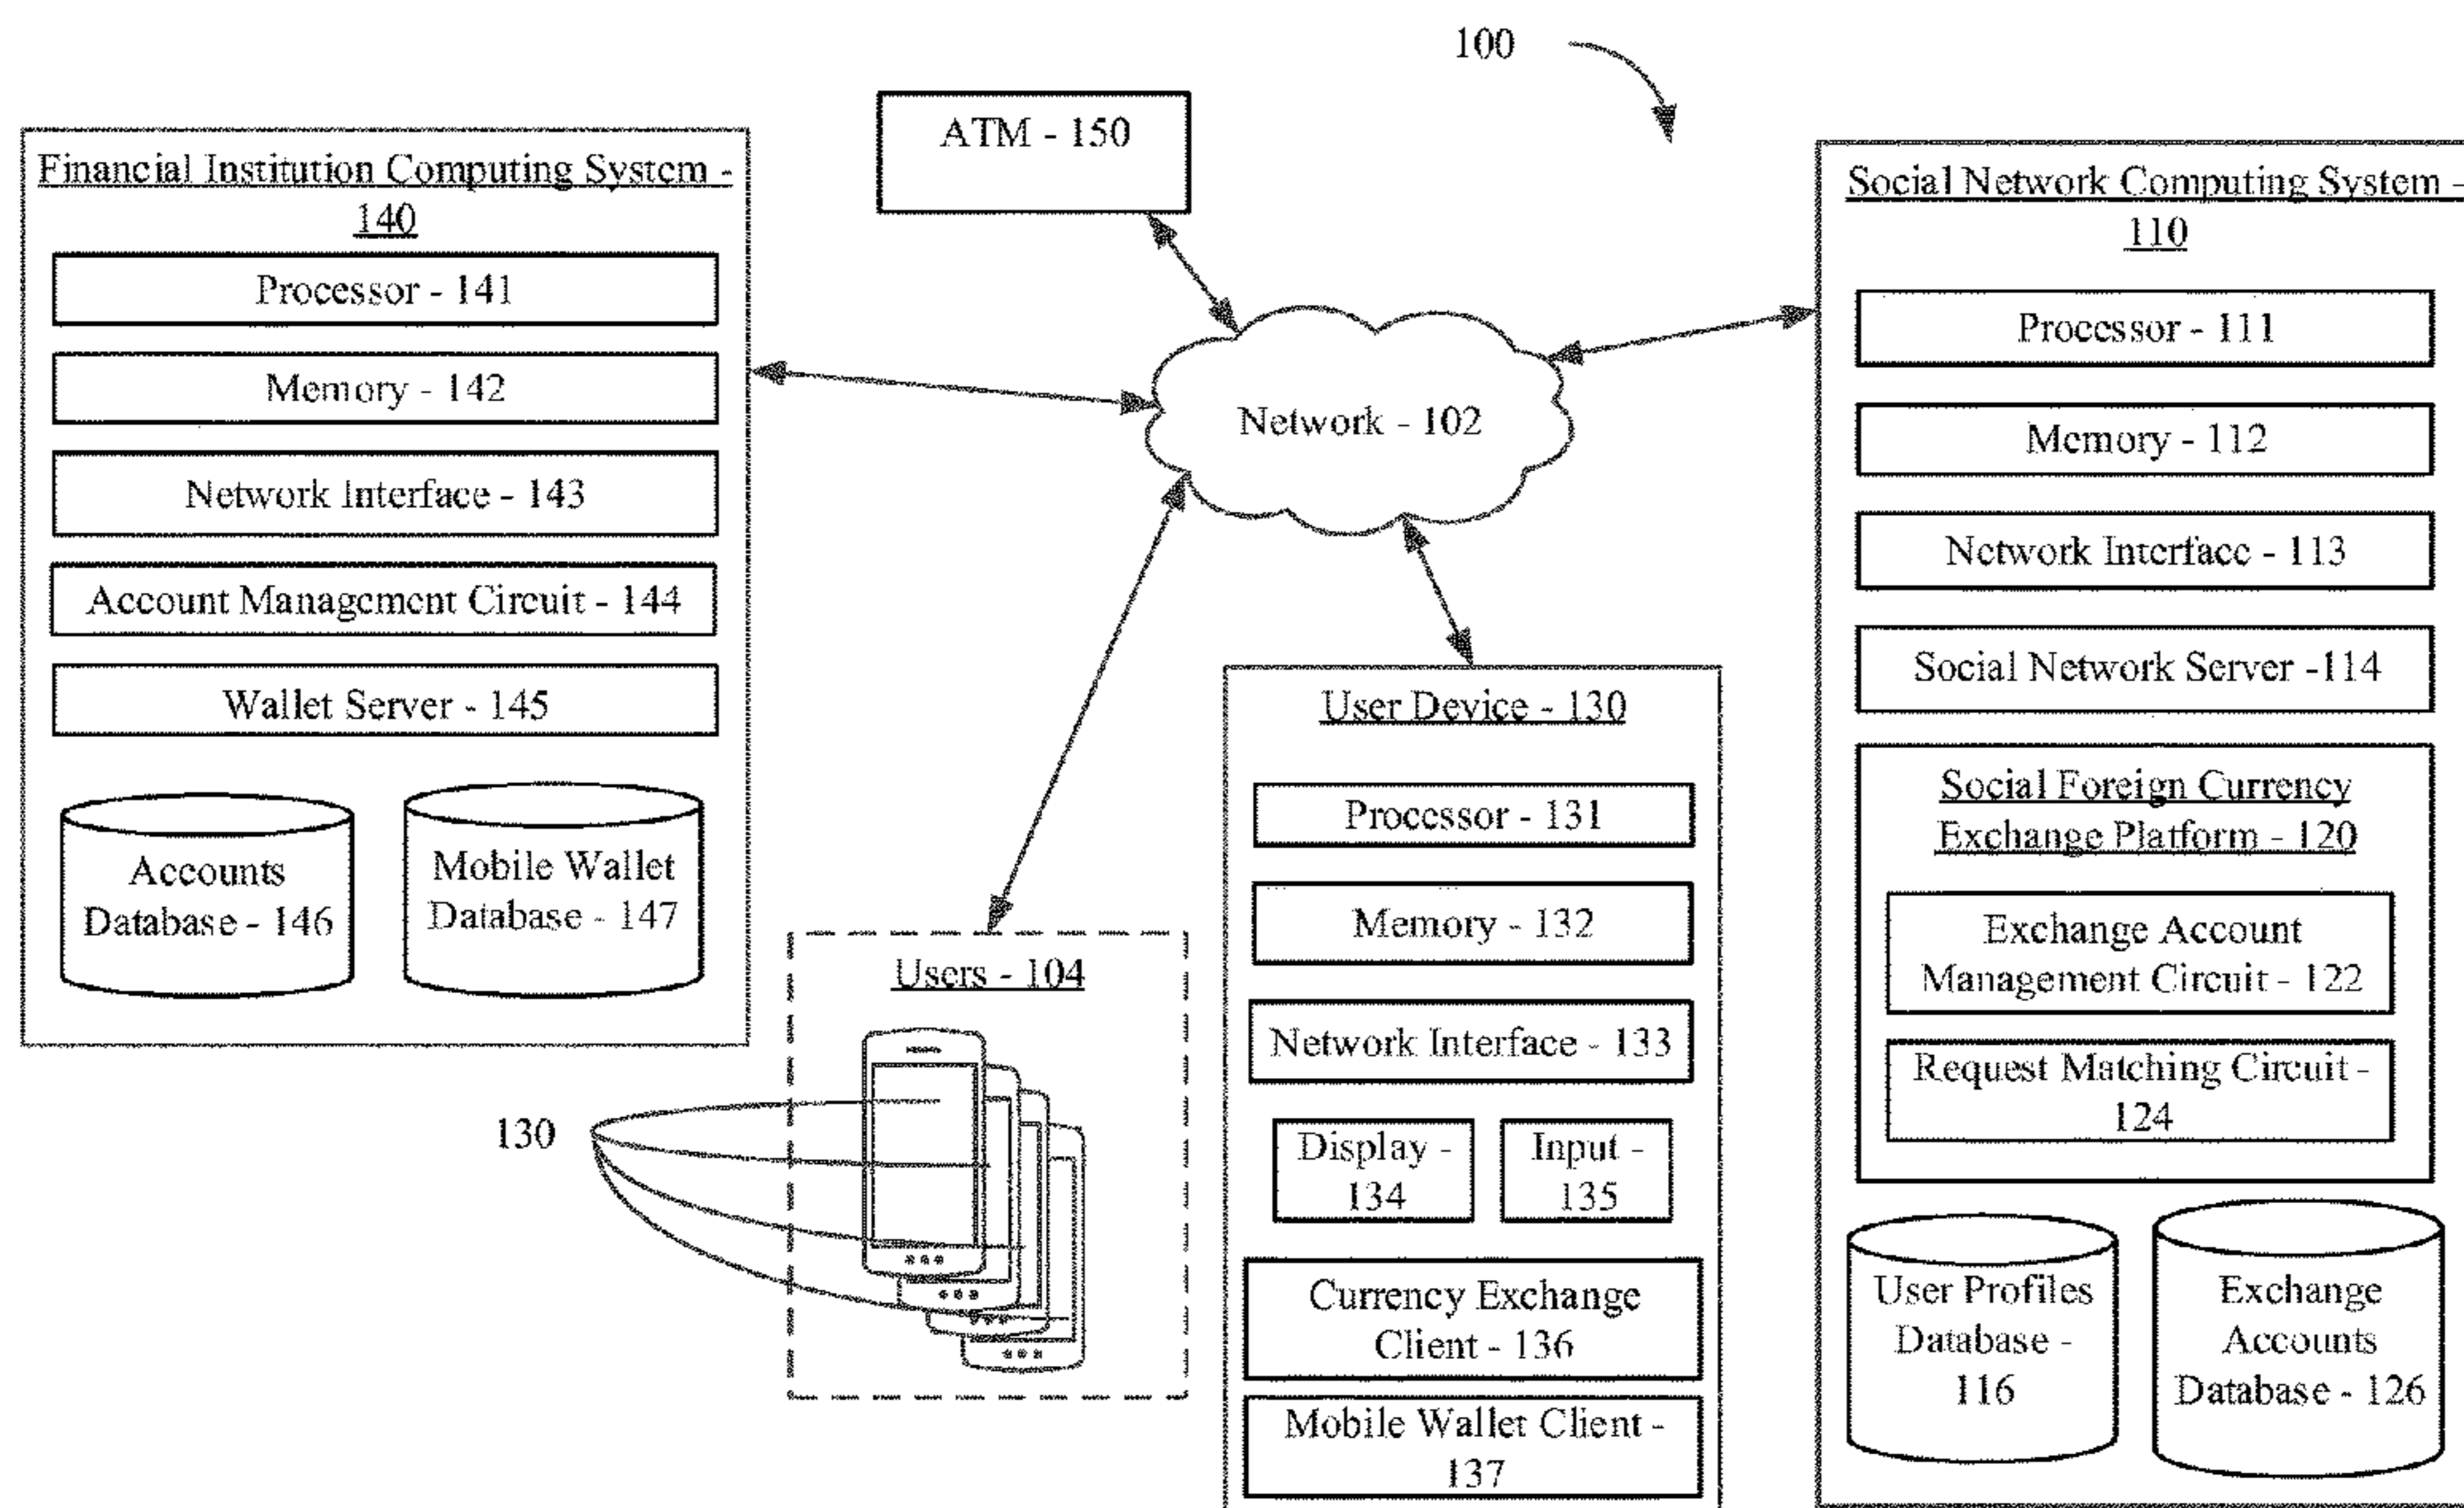 100
ATM - 150
Financial Institution Computing System -
140
Processor - 141
Memory - 142
Network Interface - 143
Account Management Circuit - 144
Wallet Server - 145
Accounts
Database - 146
Mobile Wallet
Database - 147
Network - 102
Users - 104
130
User Device - 130
Processor - 131
Memory - 132
Network Interface - 133
Display -
134
Input -
135
Currency Exchange
Client - 136
Mobile Wallet Client -
137
Social Network Computing System -
110
Processor - 111
Memory - 112
Network Interface - 113
Social Network Server -114
Social Foreign Currency
Exchange Platform - 120
Exchange Account
Management Circuit - 122
Request Matching Circuit -
124
User Profiles
Database -
116
Exchange
Accounts
Database - 126